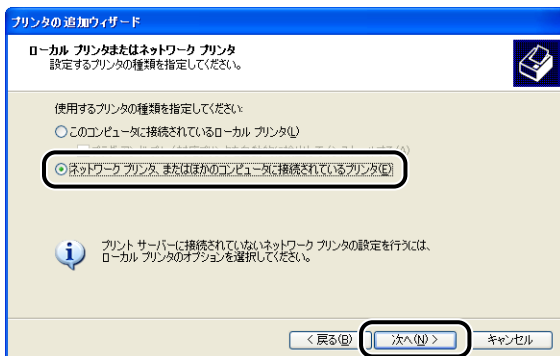 プリンタの追加ウィザード
ローカル プリンタまたはネットワーク プリンタ
設定するプリンタの種類を指定してください。
使用するプリンタの種類を指定してください:
このコンピュータに接続されているローカル プリンタ(L)
ネットワーク プリンタ、またはほかのコンピュータに接続されているプリンタ(E)
プリント サーバーに接続されていないネットワーク プリンタの設定を行うには、
ローカル プリンタのオプションを選択してください。
< 戻る(B)
次へ(N) >
キャンセル